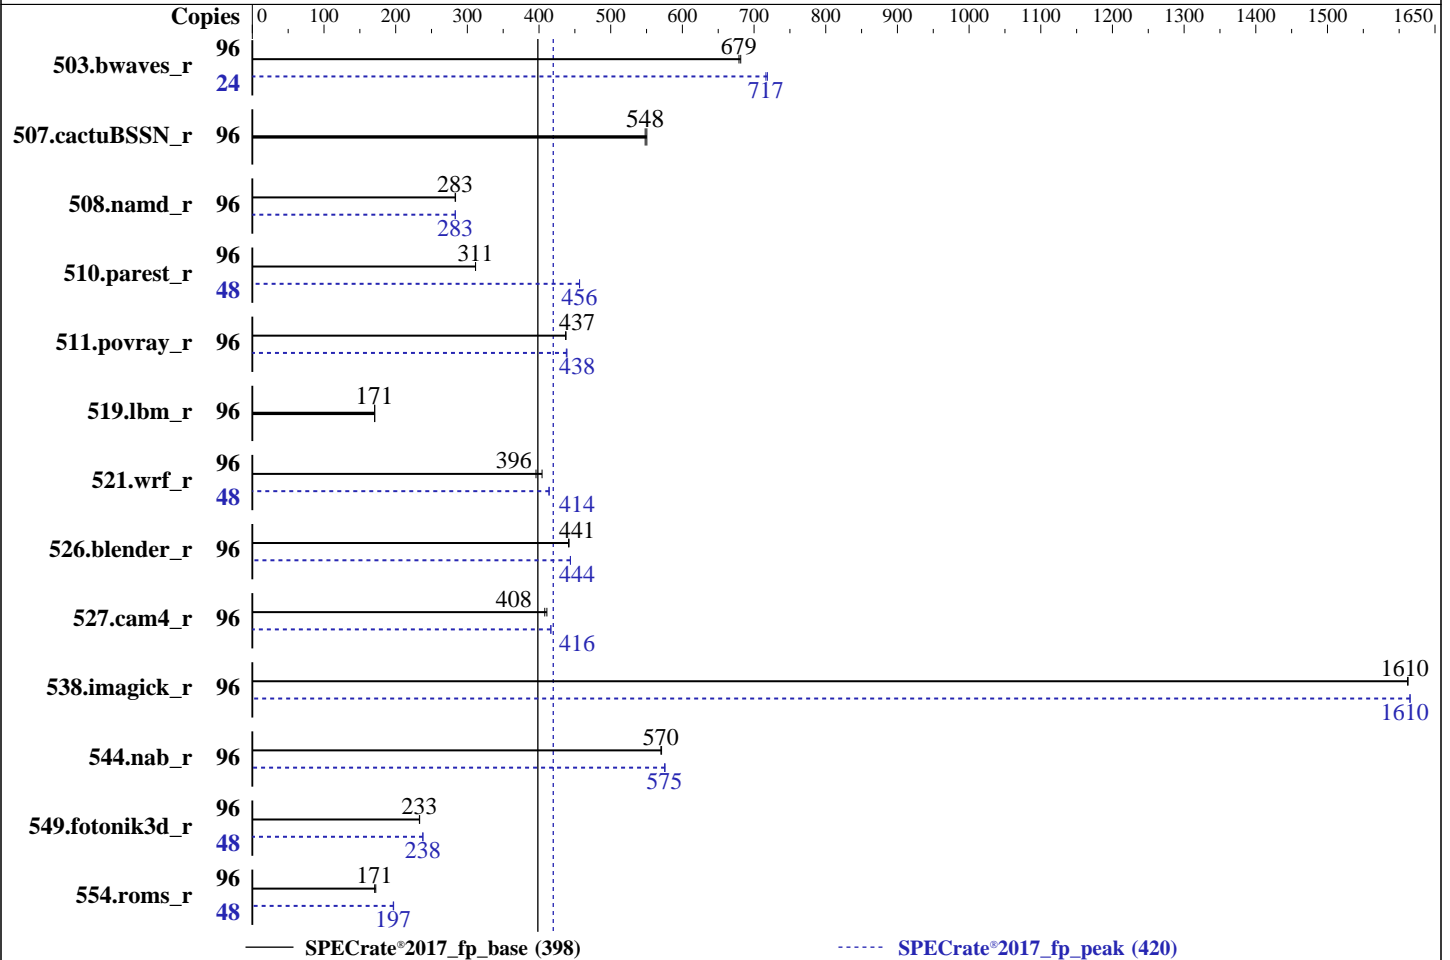 Copies 0 100 200 300 400 500 600 700 800 900 1000 1100 1200 1300 1400 1500 1650
503.bwaves_r 96 679
24 717
507.cactuBSSN_r 96 548
508.namd_r 96 283
283
510.parest_r 96 311
48 456
511.povray_r 96 437
438
519.lbm_r 96 171
521.wrf_r 96 396
48 414
526.blender_r 96 441
444
527.cam4_r 96 408
416
538.imagick_r 96 1610
1610
544.nab_r 96 570
575
549.fotonik3d_r 96 233
48 238
554.roms_r 96 171
48 197
SPECrate®2017_fp_base (398) SPECrate®2017_fp_peak (420)